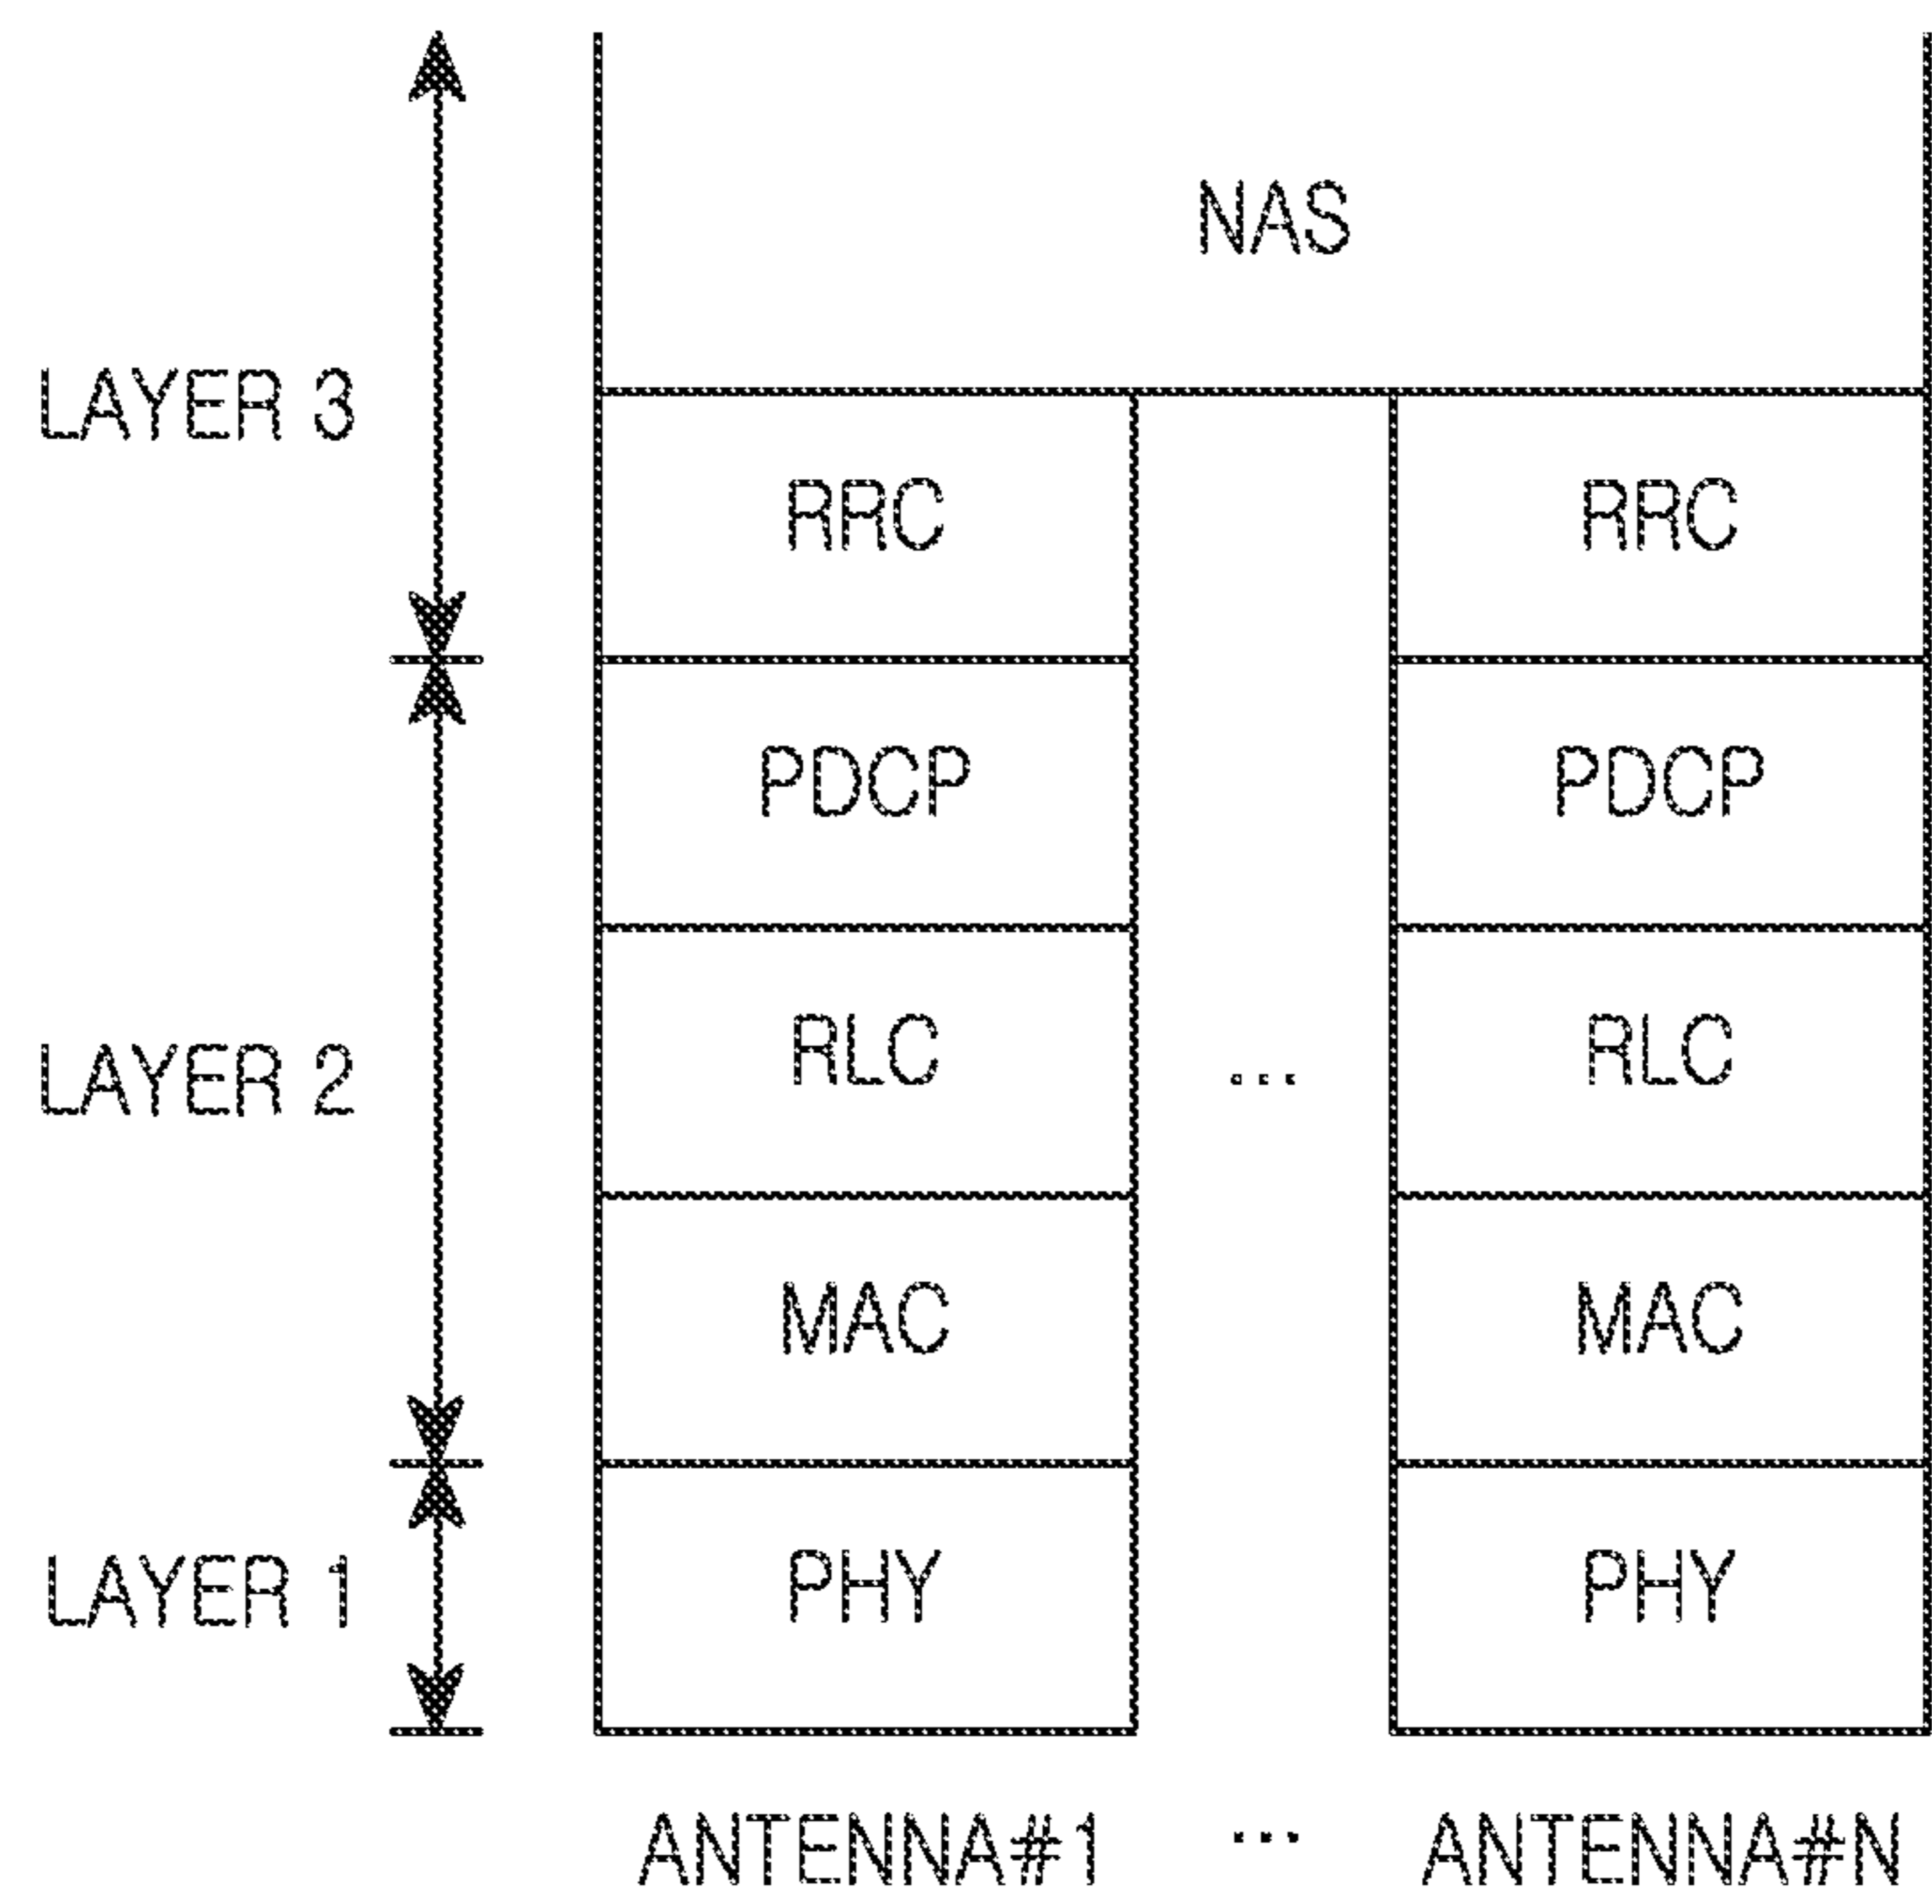 NAS
LAYER 3
RRC RRC
PDCP PDCP
LAYER 2 RLC ... RLC
MAC MAC
LAYER 1 PHY PHY
ANTENNA#1 ... ANTENNA#N